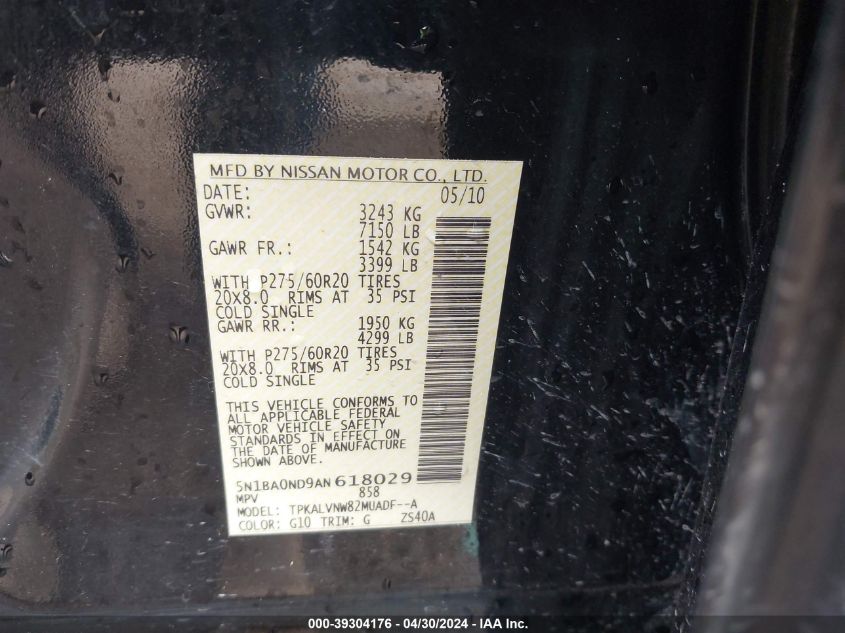 MFD BY NISSAN MOTOR CO., LTD.
DATE: 05/10
GVWR: 3243 KG
7150 LB
GAWR FR.: 1542 KG
3399 LB
WITH P275/60R20 TIRES
20X8.0 RIMS AT 35 PSI
COLD SINGLE
GAWR RR.: 1950 KG
4299 LB
WITH P275/60R20 TIRES
20X8.0 RIMS AT 35 PSI
COLD SINGLE
THIS VEHICLE CONFORMS TO
ALL APPLICABLE FEDERAL
MOTOR VEHICLE SAFETY
STANDARDS IN EFFECT ON
THE DATE OF MANUFACTURE
SHOWN ABOVE.
5N1BA0ND9AN618029
MPV 858
MODEL: TPKALVNW82MUADF--A
COLOR: G10 TRIM: G ZS40A
000-39304176 | 04/30/2024 | IAA Inc.